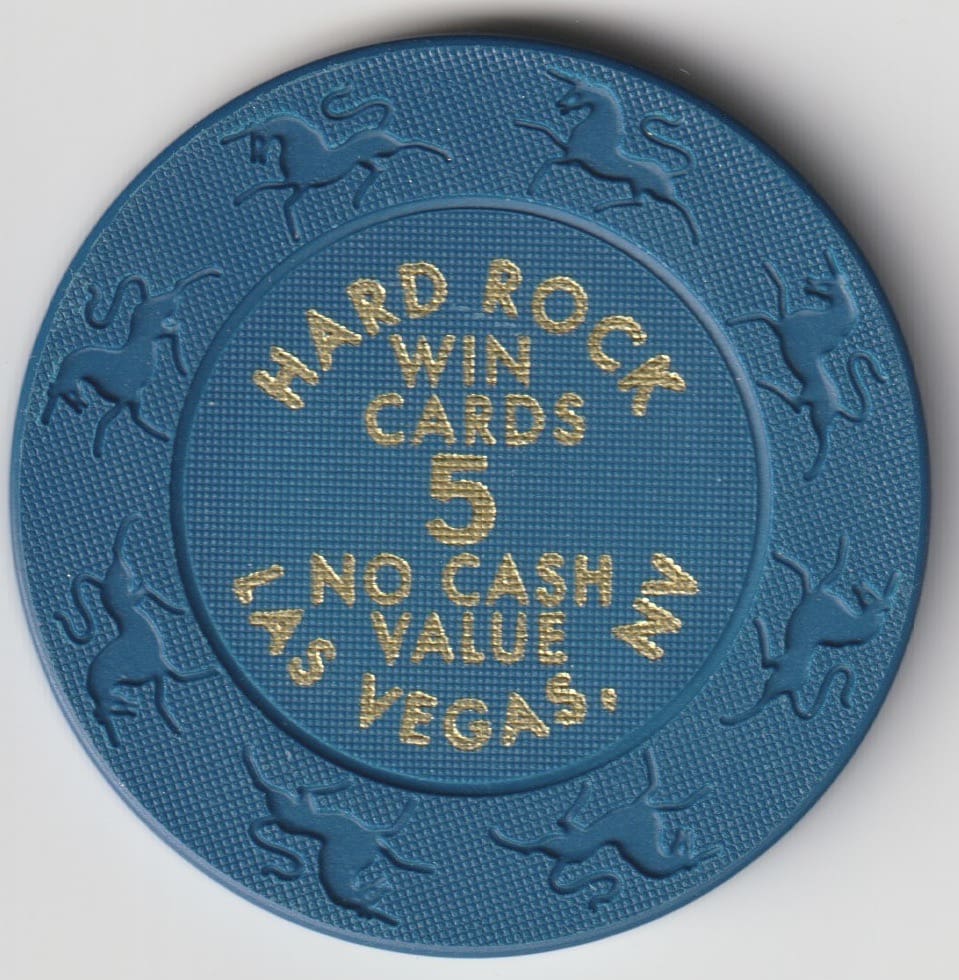 HARD ROCK
WIN
CARDS
5
NO CASH
VALUE
LAS VEGAS, NV